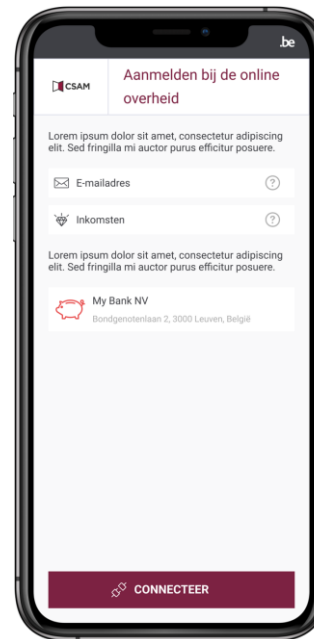 .be
CSAM
Aanmelden bij de online
overheid
Lorem ipsum dolor sit amet, consectetur adipiscing
elit. Sed fringilla mi auctor purus efficitur posuere.
E-mailadres
?
Inkomsten
?
Lorem ipsum dolor sit amet, consectetur adipiscing
elit. Sed fringilla mi auctor purus efficitur posuere.
My Bank NV
Bondgenotenlaan 2, 3000 Leuven, België
CONNECTEER